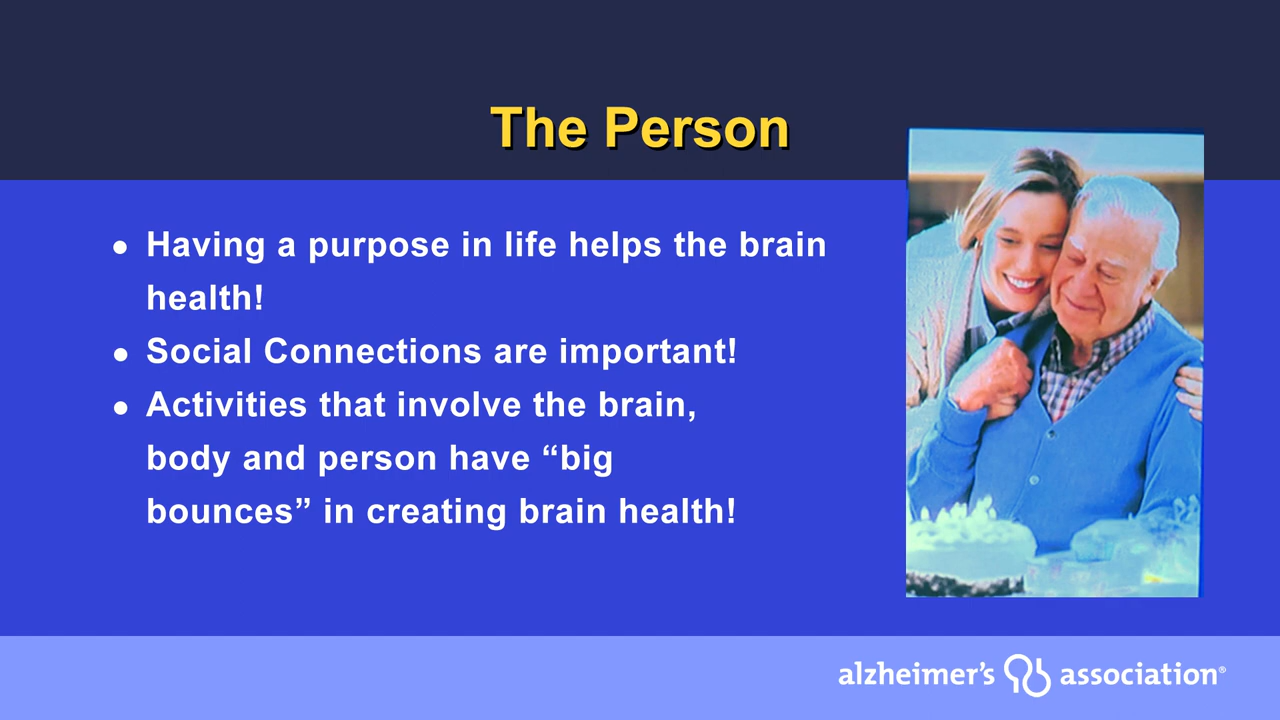 The Person
• Having a purpose in life helps the brain
health!
• Social Connections are important!
• Activities that involve the brain,
body and person have “big
bounces” in creating brain health!
alzheimer's association®